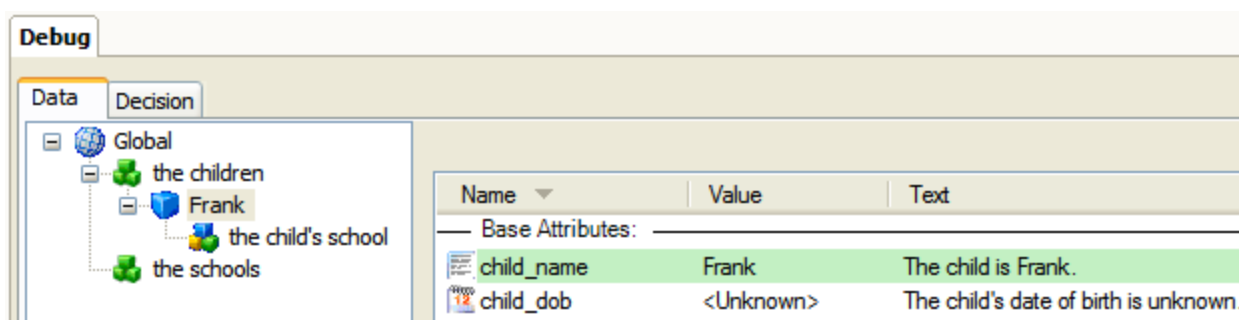 Debug
Data Decision
Global
the children
Frank
the child's school
the schools
Name Value Text
Base Attributes:
child_name Frank The child is Frank.
child_dob <Unknown> The child's date of birth is unknown.